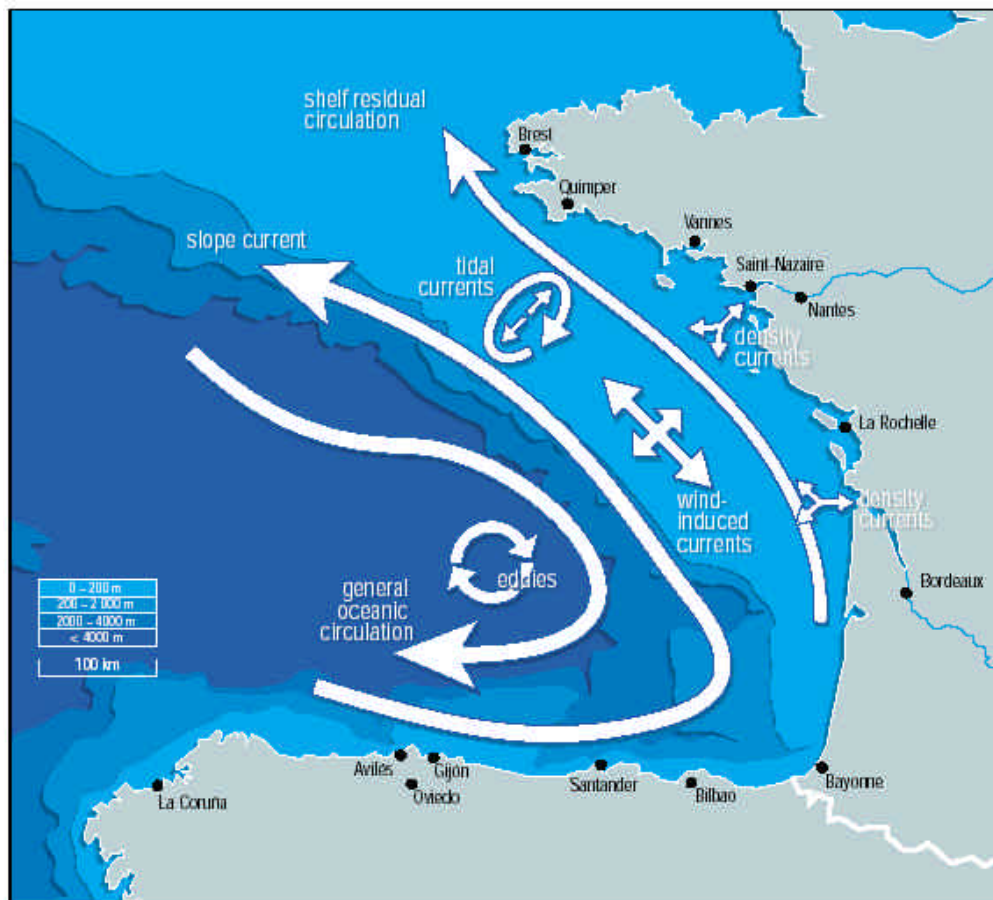 shelf residual
circulation
Brest
Quimper
Vannes
slope current
tidal
currents
Saint-Nazaire
Nantes
density
currents
La Rochelle
wind-
induced
currents
density
currents
eddies
general
oceanic
circulation
Bordeaux
0 – 200 m
200 – 2 000 m
2000 – 4000 m
< 4000 m
100 km
Avilés
Gijón
Oviedo
Santander
Bilbao
Bayonne
La Coruña